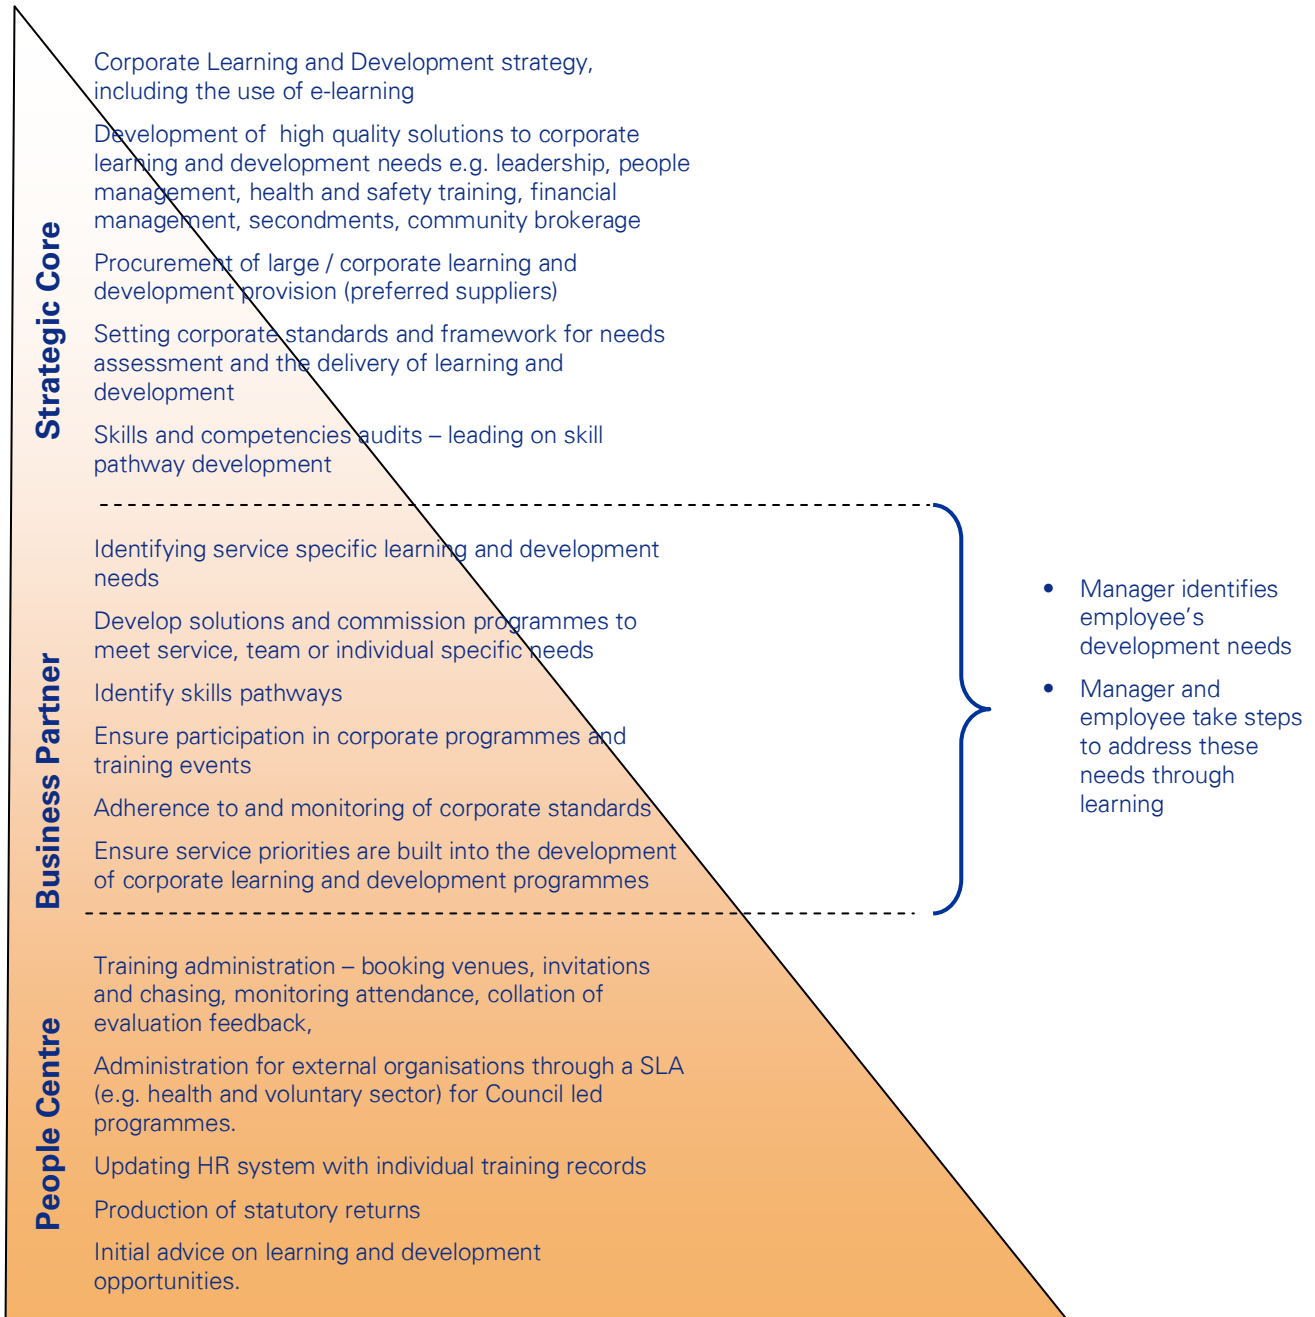 Strategic Core
Corporate Learning and Development strategy,
including the use of e-learning
Development of  high quality solutions to corporate
learning and development needs e.g. leadership, people
management, health and safety training, financial
management, secondments, community brokerage
Procurement of large / corporate learning and
development provision (preferred suppliers)
Setting corporate standards and framework for needs
assessment and the delivery of learning and
development
Skills and competencies audits – leading on skill
pathway development
Business Partner
Identifying service specific learning and development
needs
Develop solutions and commission programmes to
meet service, team or individual specific needs
Identify skills pathways
Ensure participation in corporate programmes and
training events
Adherence to and monitoring of corporate standards
Ensure service priorities are built into the development
of corporate learning and development programmes
• Manager identifies
employee’s
development needs
• Manager and
employee take steps
to address these
needs through
learning
People Centre
Training administration – booking venues, invitations
and chasing, monitoring attendance, collation of
evaluation feedback,
Administration for external organisations through a SLA
(e.g. health and voluntary sector) for Council led
programmes.
Updating HR system with individual training records
Production of statutory returns
Initial advice on learning and development
opportunities.